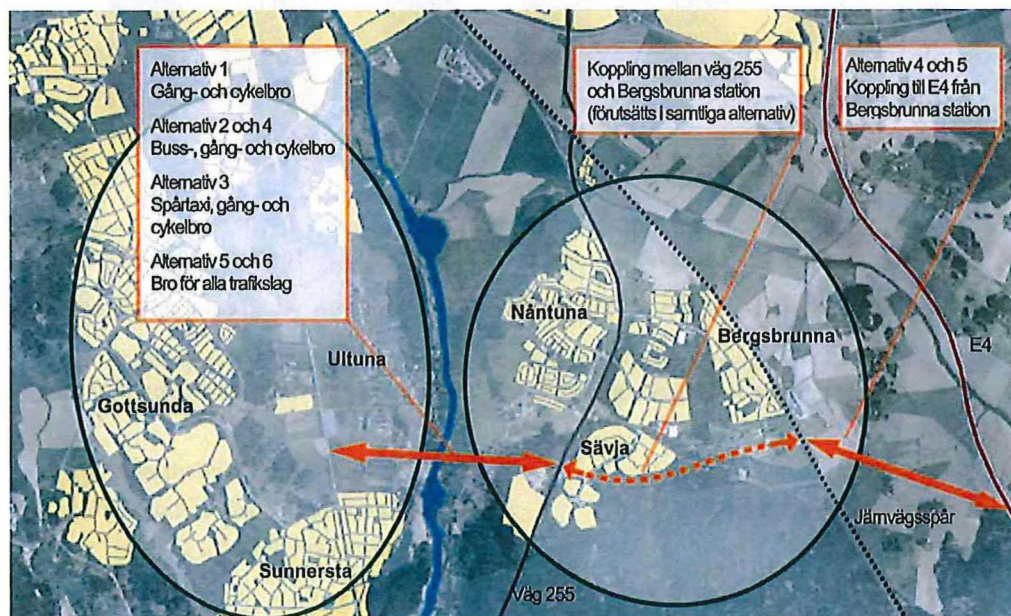 Alternativ 1
Gång- och cykelbro
Alternativ 2 och 4
Buss-, gång- och cykelbro
Alternativ 3
Spårtaxi, gång- och
cykelbro
Alternativ 5 och 6
Bro för alla trafikslag
Koppling mellan väg 255
och Bergsbrunna station
(förutsätts I samtliga alternativ)
Alternativ 4 och 5
Koppling till E4 från
Bergsbrunna station
Nåntuna
Bergsbrunna
Ultuna
E4
Gottsunda
Sävja
Järnvägsspår
Sunnersta
Väg 255